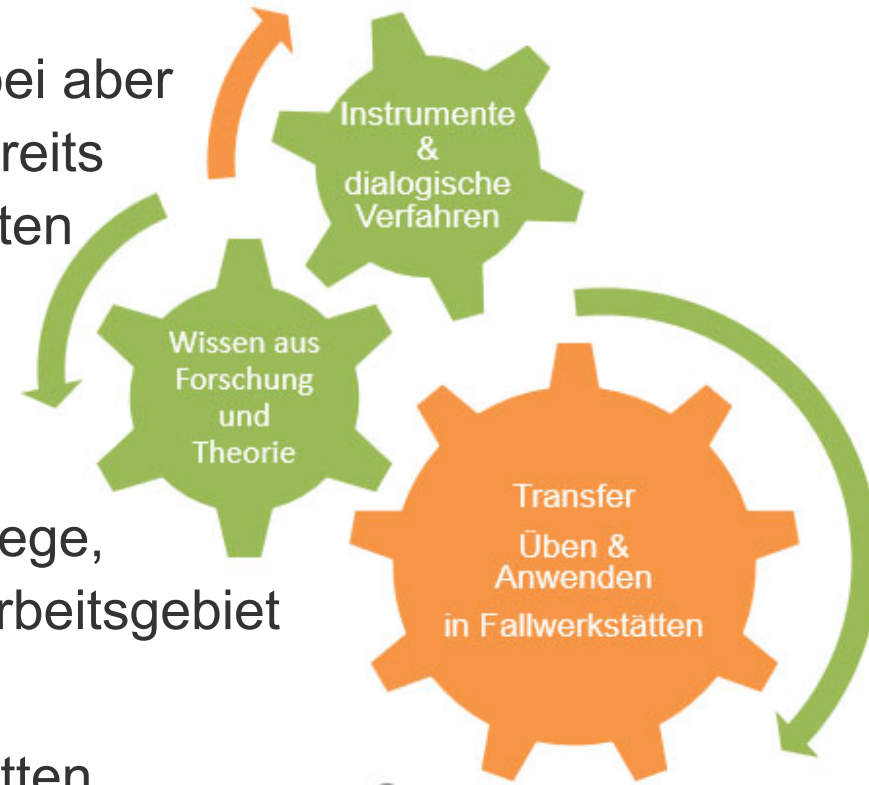 bei aber
reits
ten
ege,
rbeitsgebiet
tten
Instrumente
&
dialogische
Verfahren
Wissen aus
Forschung
und
Theorie
Transfer
Üben &
Anwenden
in Fallwerkstätten